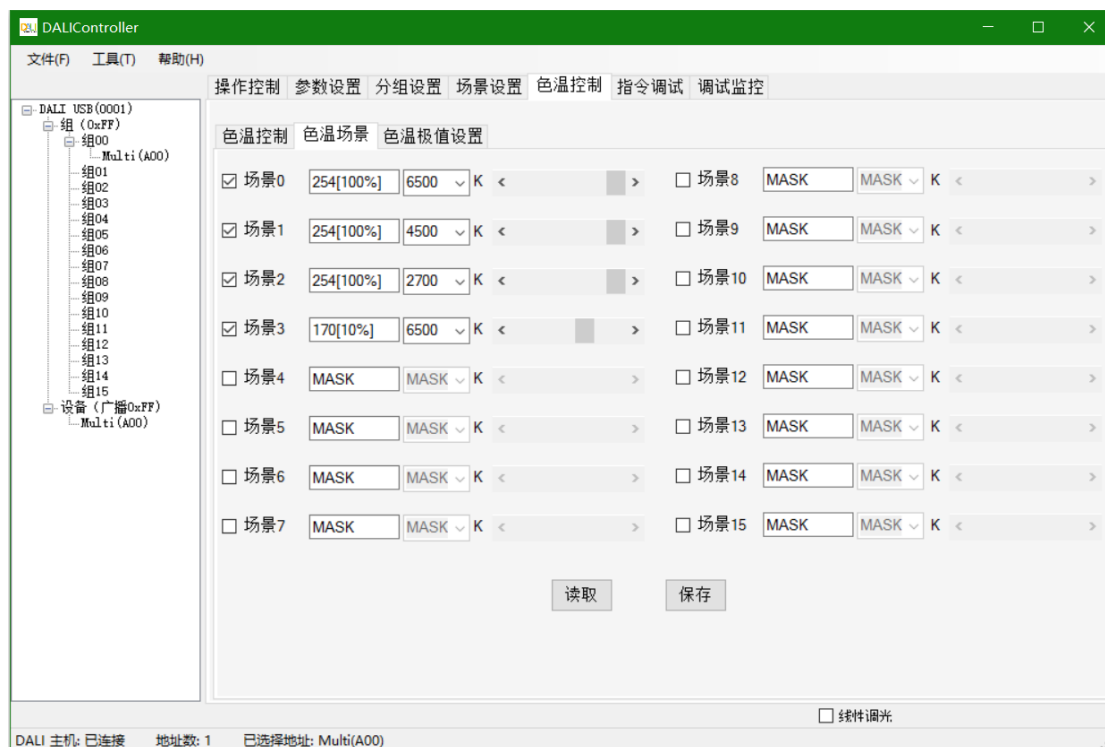 DALIController
文件(F) 工具(T) 帮助(H)
操作控制 参数设置 分组设置 场景设置 色温控制 指令调试 调试监控
DALI USB(0001)
组 (0xFF)
组00
Multi(A00)
组01
组02
组03
组04
组05
组06
组07
组08
组09
组10
组11
组12
组13
组14
组15
设备 (广播0xFF)
Multi(A00)
色温控制 色温场景 色温极值设置
场景0 254[100%] 6500 K 场景8 MASK MASK K
场景1 254[100%] 4500 K 场景9 MASK MASK K
场景2 254[100%] 2700 K 场景10 MASK MASK K
场景3 170[10%] 6500 K 场景11 MASK MASK K
场景4 MASK MASK K 场景12 MASK MASK K
场景5 MASK MASK K 场景13 MASK MASK K
场景6 MASK MASK K 场景14 MASK MASK K
场景7 MASK MASK K 场景15 MASK MASK K
读取 保存
线性调光
DALI 主机: 已连接 地址数: 1 已选择地址: Multi(A00)